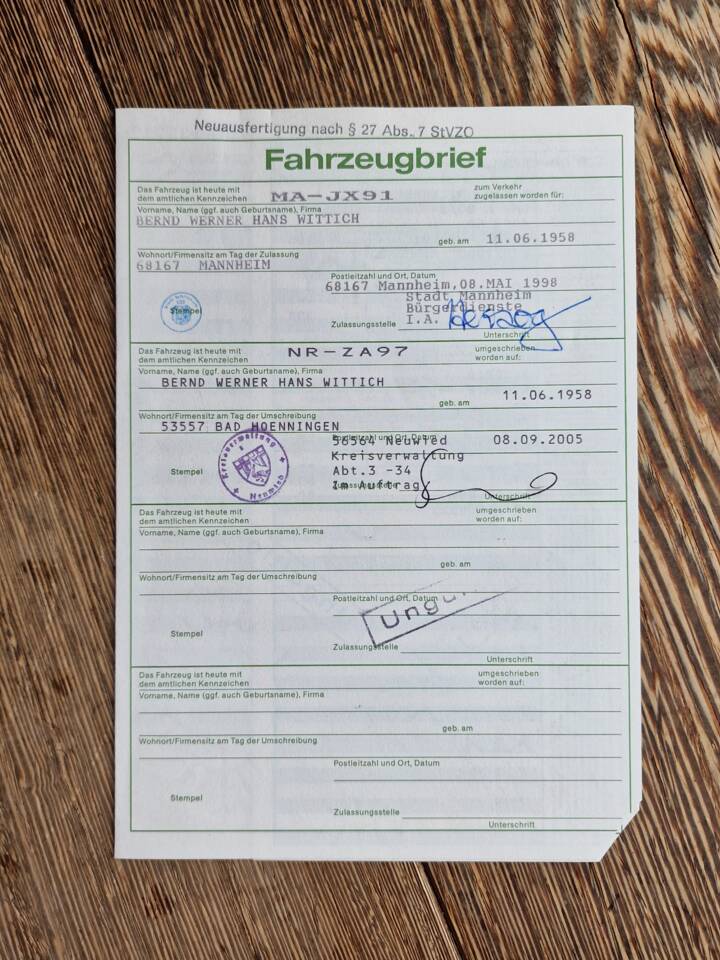 Neuausfertigung nach § 27 Abs. 7 StVZO
Fahrzeugbrief
Das Fahrzeug ist heute mit
dem amtlichen Kennzeichen MA-JX91 zum Verkehr
zugelassen worden für:
Vorname, Name (ggf. auch Geburtsname), Firma
BERND WERNER HANS WITTICH
geb. am 11.06.1958
Wohnort/Firmensitz am Tag der Zulassung
68167 MANNHEIM
Postleitzahl und Ort, Datum
68167 Mannheim, 08. MAI 1998
Stadt Mannheim
Bürgerdienste
I.A. Herzog
Stempel
Zulassungsstelle
Unterschrift
Das Fahrzeug ist heute mit
dem amtlichen Kennzeichen NR-ZA97 umgeschrieben
worden auf:
Vorname, Name (ggf. auch Geburtsname), Firma
BERND WERNER HANS WITTICH
geb. am 11.06.1958
Wohnort/Firmensitz am Tag der Umschreibung
53557 BAD HOENNINGEN
Postleitzahl und Ort, Datum
56564 Neuwied 08.09.2005
Kreisverwaltung
Abt.3 -34
Im Auftrag
Kreisverwaltung
Neuwied
Stempel
Zulassungsstelle
Unterschrift
Das Fahrzeug ist heute mit
dem amtlichen Kennzeichen umgeschrieben
worden auf:
Vorname, Name (ggf. auch Geburtsname), Firma
geb. am
Wohnort/Firmensitz am Tag der Umschreibung
Postleitzahl und Ort, Datum
Stempel
Zulassungsstelle
Unterschrift
Das Fahrzeug ist heute mit
dem amtlichen Kennzeichen umgeschrieben
worden auf:
Vorname, Name (ggf. auch Geburtsname), Firma
geb. am
Wohnort/Firmensitz am Tag der Umschreibung
Postleitzahl und Ort, Datum
Stempel
Zulassungsstelle
Unterschrift